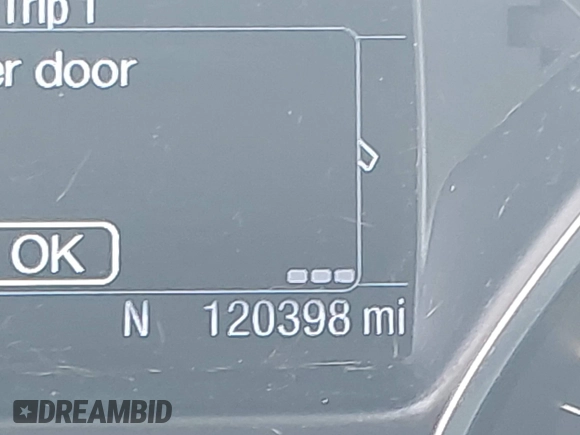 Trip 1
er door
OK
N 120398 mi
DREAMBID